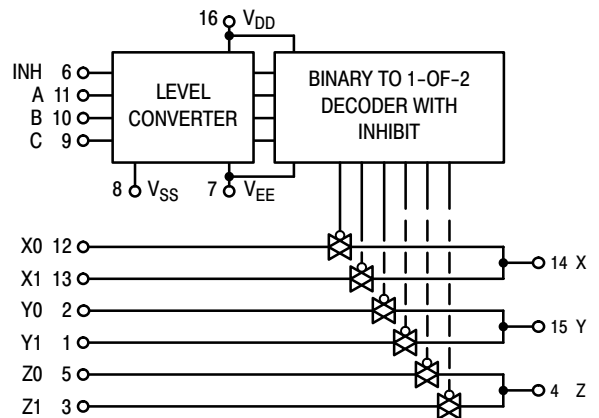 16 VDD
INH 6
A 11
B 10
C 9
LEVEL
CONVERTER
BINARY TO 1-OF-2
DECODER WITH
INHIBIT
8 VSS
7 VEE
X0 12
X1 13
14 X
Y0 2
Y1 1
15 Y
Z0 5
Z1 3
4 Z